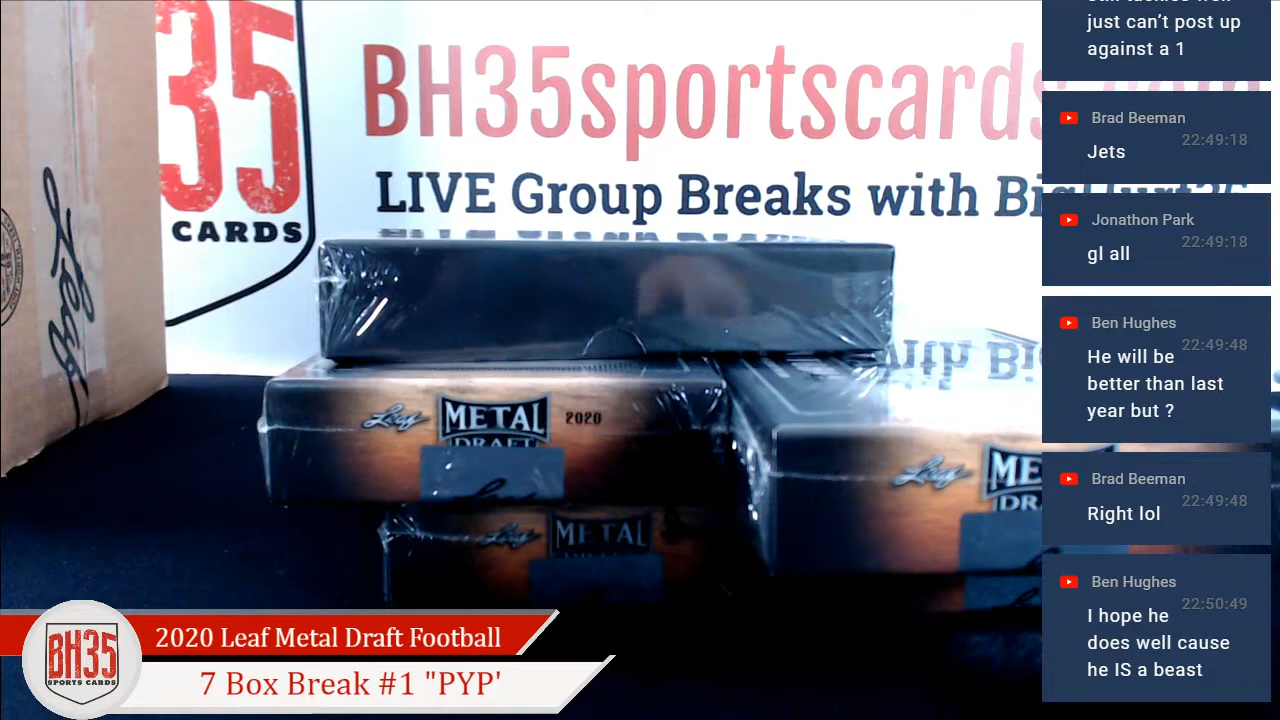 35
CARDS
BH35sportscards
LIVE Group Breaks with
Leaf
Leaf METAL 2020
DRAFT
Leaf
Leaf METAL
Leaf ME
DR
2020 Leaf Metal Draft Football
7 Box Break #1 "PYP'
BH35
SPORTS CARDS
just can’t post up
against a 1
Brad Beeman
22:49:18
Jets
Jonathon Park
22:49:18
gl all
Ben Hughes
22:49:48
He will be
better than last
year but ?
Brad Beeman
22:49:48
Right lol
Ben Hughes
22:50:49
I hope he
does well cause
he IS a beast